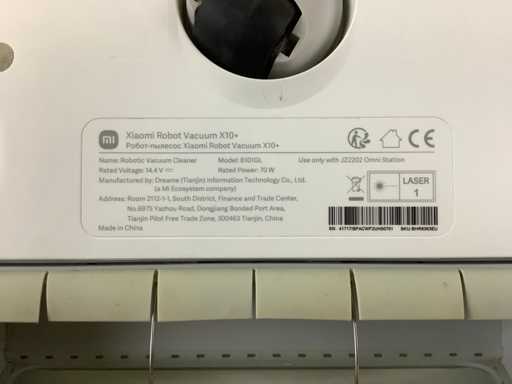 mi
Xiaomi Robot Vacuum X10+
Робот-пылесос Xiaomi Robot Vacuum X10+
Name: Robotic Vacuum Cleaner Model: B101GL Use only with JZ2202 Omni Station
Rated Voltage: 14.4 V Rated Power: 70 W
Manufactured by: Dreame (Tianjin) Information Technology Co., Ltd.
(a Mi Ecosystem company)
Address: Room 2112-1-1, South District, Finance and Trade Center,
No.6975 Yazhou Road, Dongjiang Bonded Port Area,
Tianjin Pilot Free Trade Zone, 300463 Tianjin, China
Made in China
CE
LASER
1
SN:
SKU: